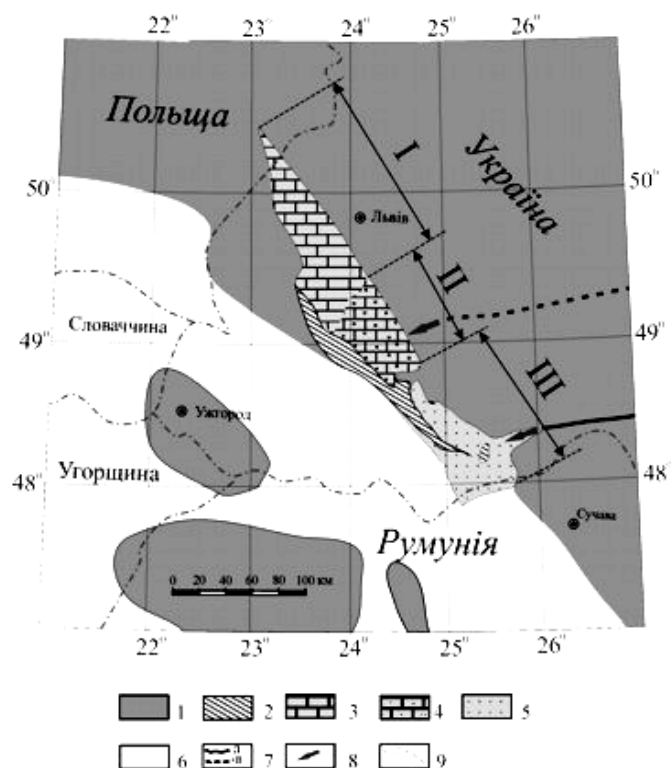 22° 23° 24° 25° 26°
Польща
Україна
I
50° 50°
Львів
II
49° 49°
Словаччина
III
Ужгород
Угорщина
48° 48°
Сучава
Румунія
0 20 40 60 80 100 км
22° 23° 24° 25° 26°
1 2 3 4 5
6 7 8 9